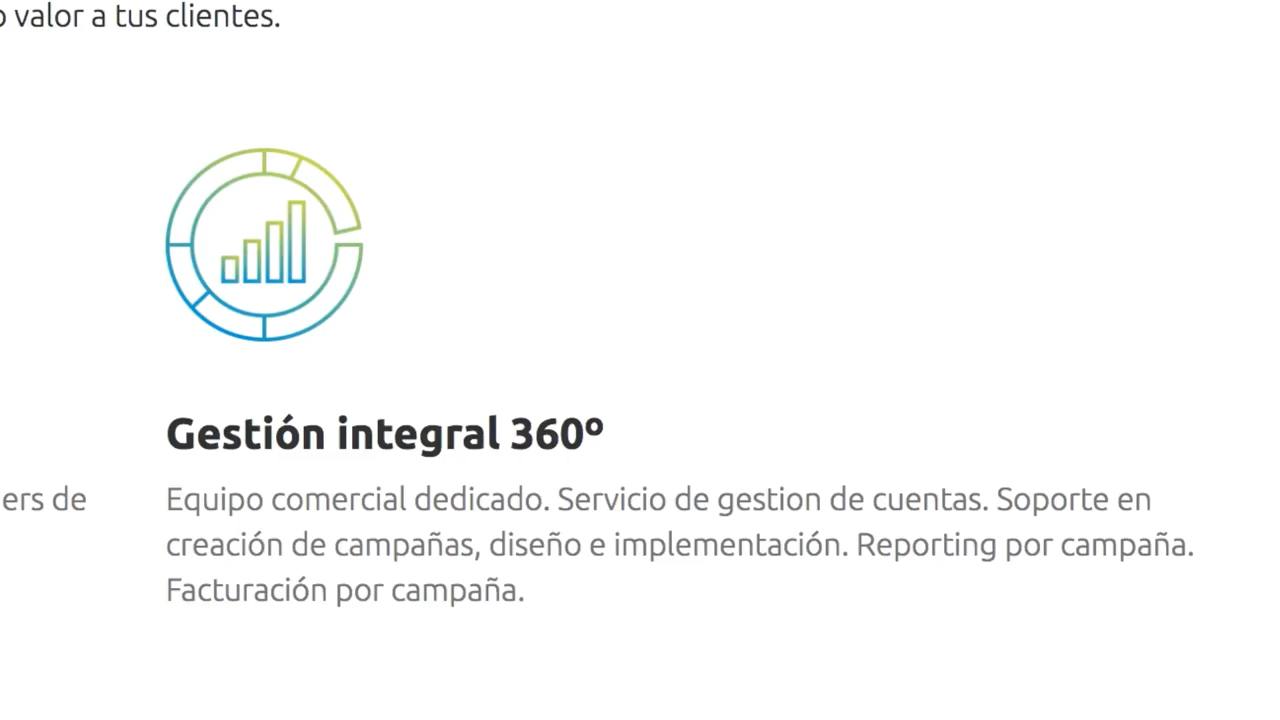 valor a tus clientes.
Gestión integral 360º
ers de
Equipo comercial dedicado. Servicio de gestion de cuentas. Soporte en
creación de campañas, diseño e implementación. Reporting por campaña.
Facturación por campaña.